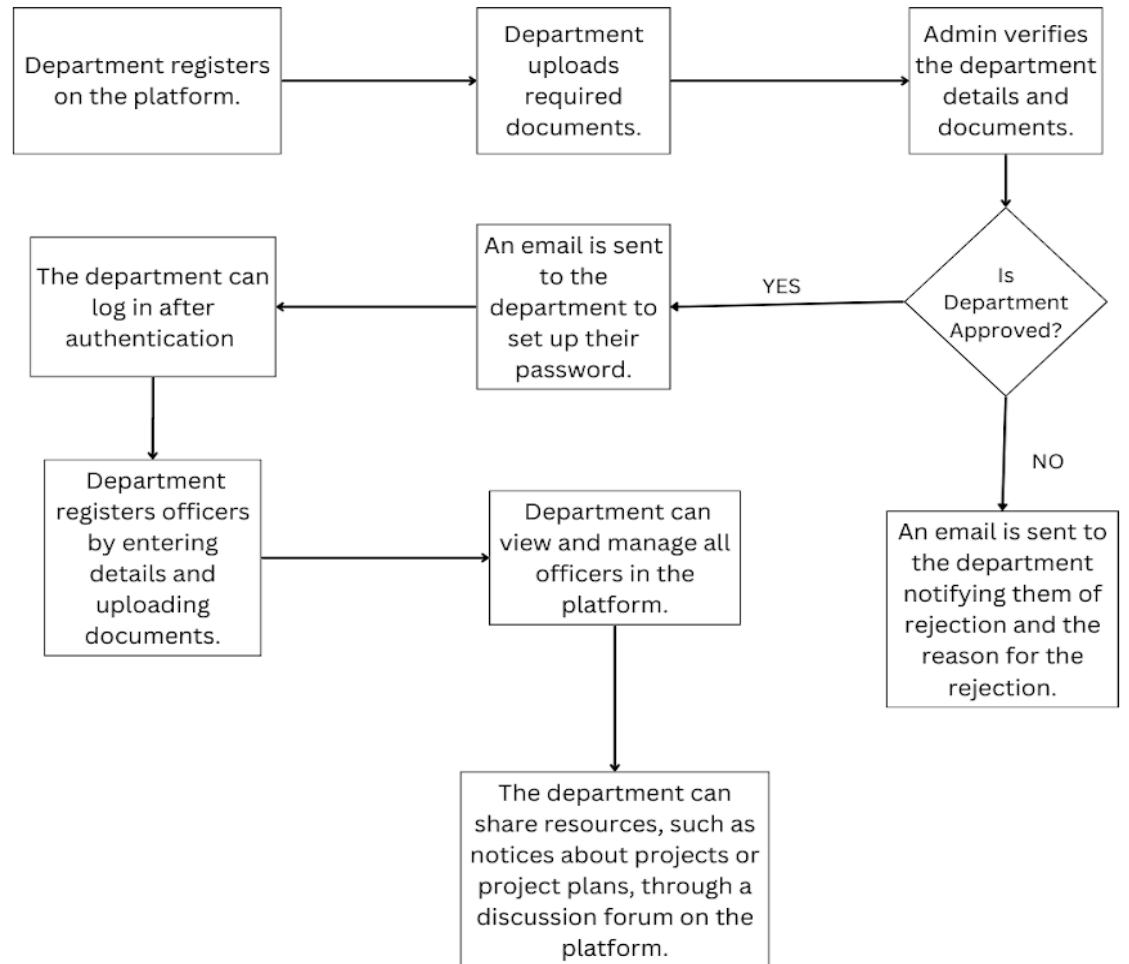 Department registers
on the platform.
Department
uploads
required
documents.
Admin verifies
the department
details and
documents.
Is
Department
Approved?
YES
An email is sent
to the
department to
set up their
password.
The department can
log in after
authentication
NO
An email is sent to
the department
notifying them of
rejection and the
reason for the
rejection.
Department
registers officers
by entering
details and
uploading
documents.
Department can
view and manage all
officers in the
platform.
The department can
share resources, such as
notices about projects or
project plans, through a
discussion forum on the
platform.